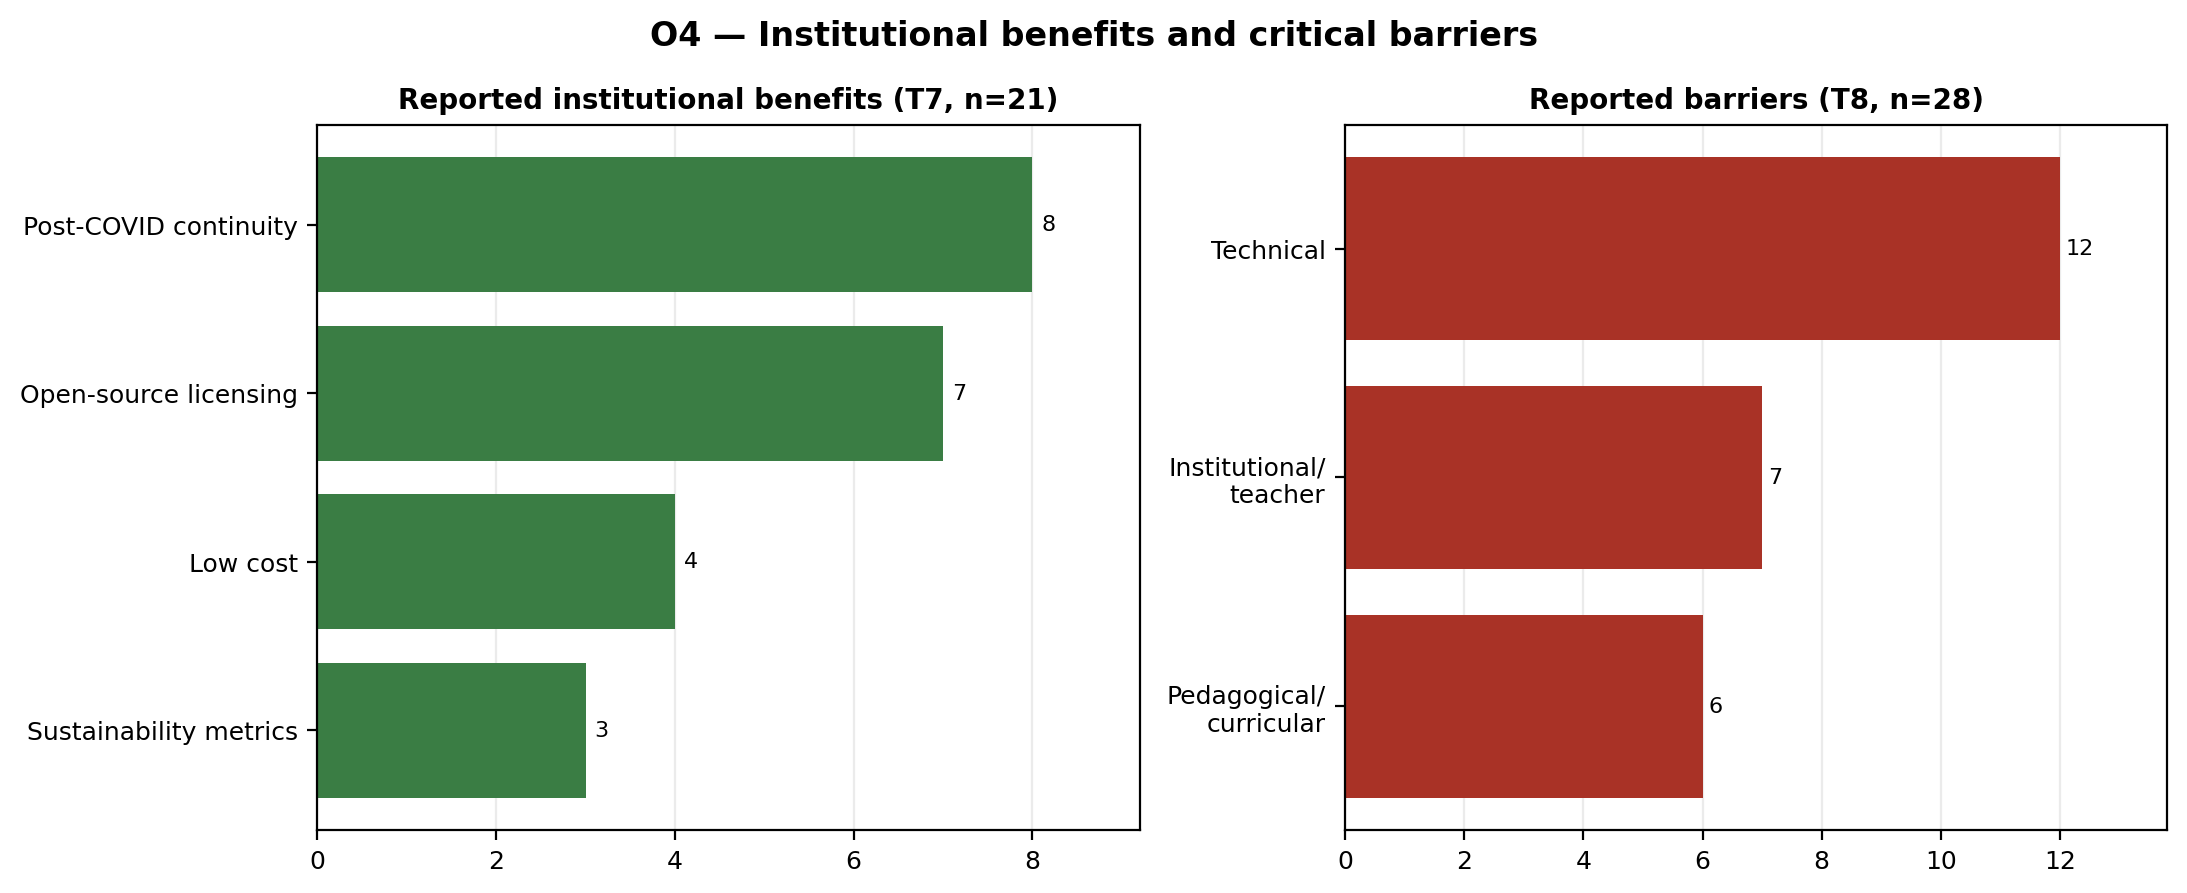 O4 — Institutional benefits and critical barriers
Reported institutional benefits (T7, n=21)
Post-COVID continuity
8
Open-source licensing
7
Low cost
4
Sustainability metrics
3
0 2 4 6 8
Reported barriers (T8, n=28)
Technical
12
Institutional/
teacher
7
Pedagogical/
curricular
6
0 2 4 6 8 10 12